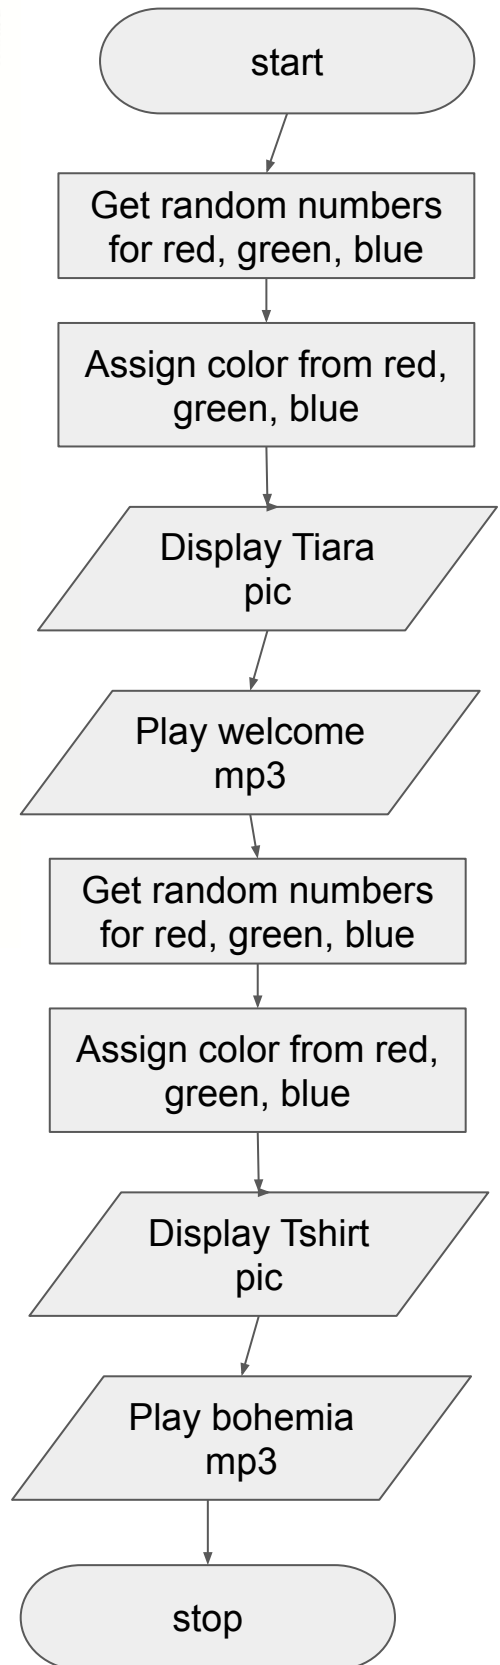 start
Get random numbers
for red, green, blue
Assign color from red,
green, blue
Display Tiara
pic
Play welcome
mp3
Get random numbers
for red, green, blue
Assign color from red,
green, blue
Display Tshirt
pic
Play bohemia
mp3
stop